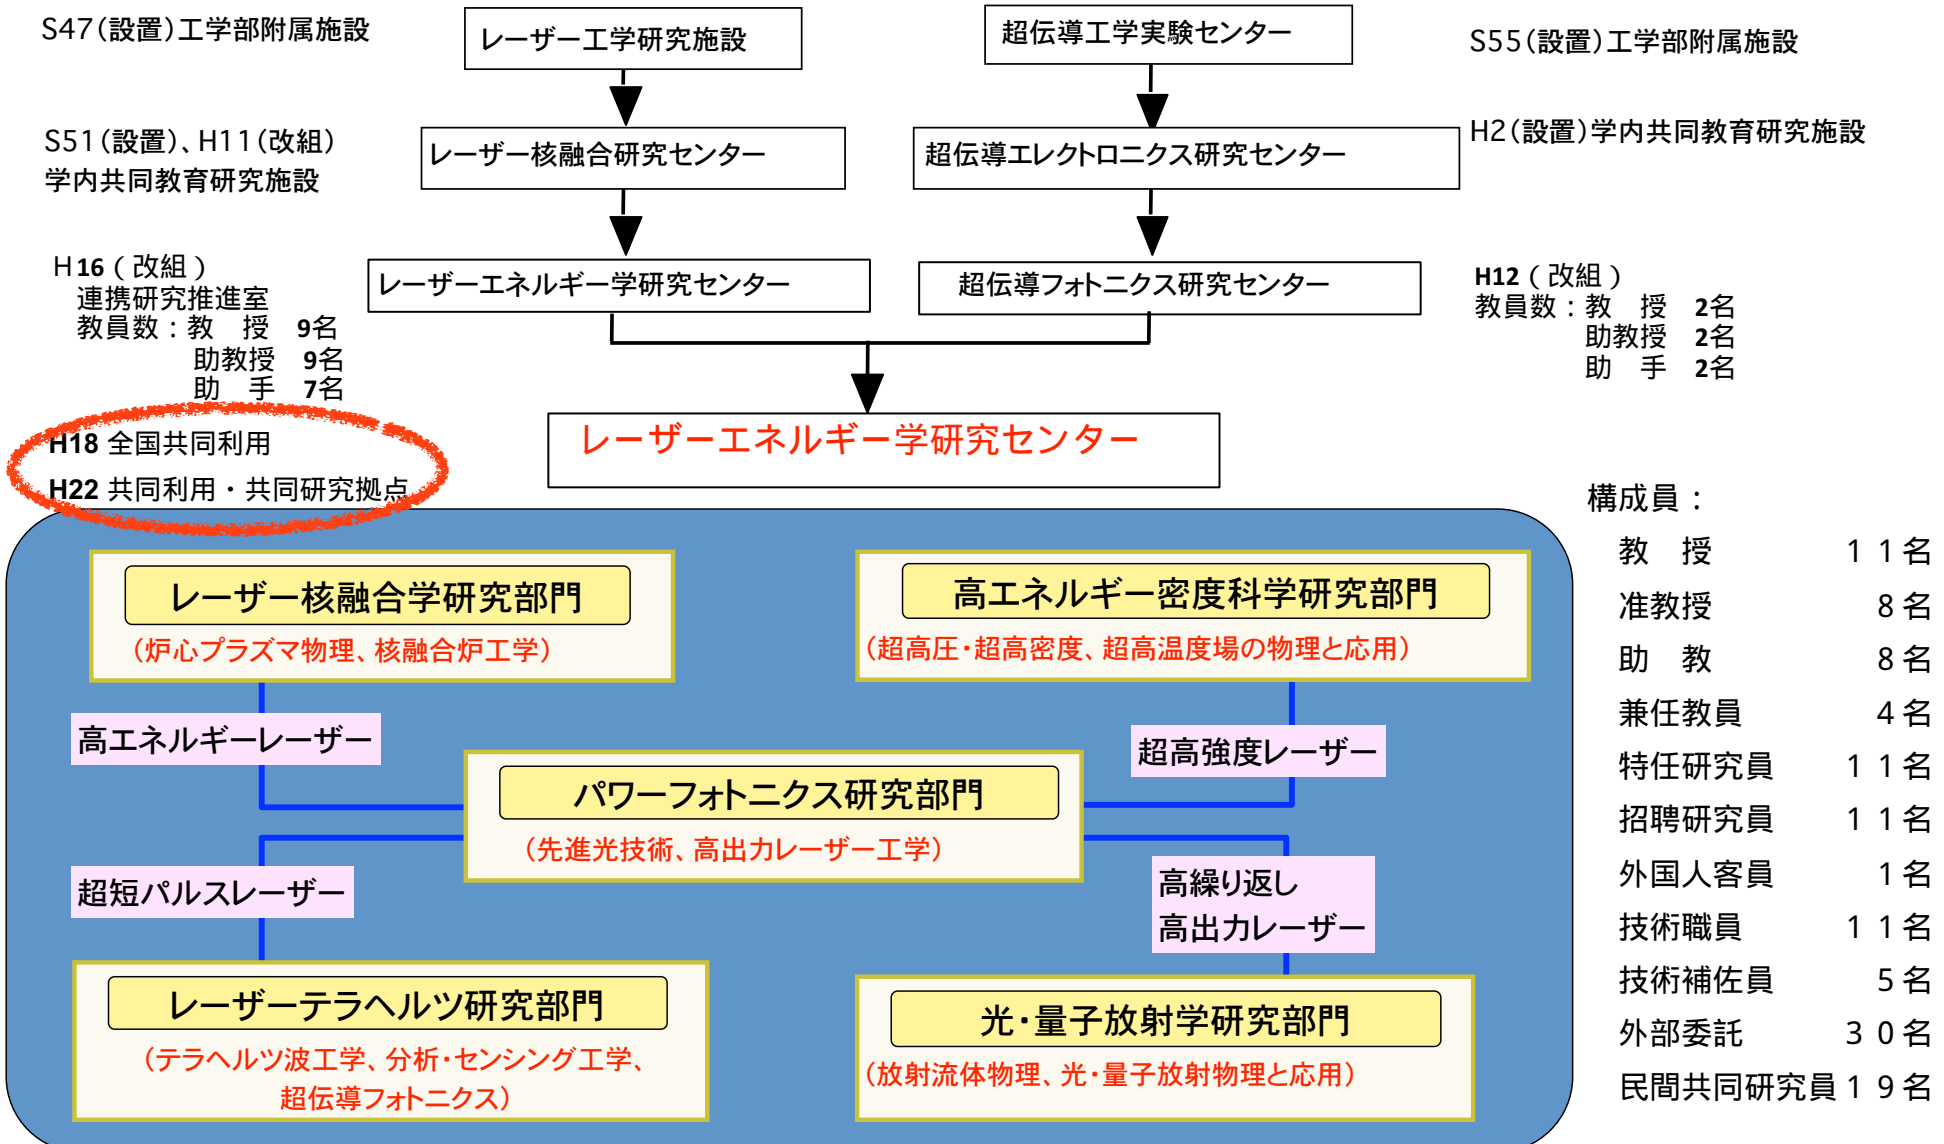 S47(設置)工学部附属施設
レーザー工学研究施設
超伝導工学実験センター
S55(設置)工学部附属施設
S51(設置)、H11(改組)
学内共同教育研究施設
レーザー核融合研究センター
超伝導エレクトロニクス研究センター
H2(設置)学内共同教育研究施設
H16(改組)
連携研究推進室
教員数:教 授 9名
助教授 9名
助 手 7名
レーザーエネルギー学研究センター
超伝導フォトニクス研究センター
H12(改組)
教員数:教 授 2名
助教授 2名
助 手 2名
H18 全国共同利用
H22 共同利用・共同研究拠点
レーザーエネルギー学研究センター
レーザー核融合学研究部門
(炉心プラズマ物理、核融合炉工学)
高エネルギー密度科学研究部門
(超高圧・超高密度、超高温度場の物理と応用)
高エネルギーレーザー
超高強度レーザー
パワーフォトニクス研究部門
(先進光技術、高出力レーザー工学)
超短パルスレーザー
高繰り返し
高出力レーザー
レーザーテラヘルツ研究部門
(テラヘルツ波工学、分析・センシング工学、
超伝導フォトニクス)
光・量子放射学研究部門
(放射流体物理、光・量子放射物理と応用)
構成員:
教 授 11名
准教授 8名
助 教 8名
兼任教員 4名
特任研究員 11名
招聘研究員 11名
外国人客員 1名
技術職員 11名
技術補佐員 5名
外部委託 30名
民間共同研究員19名